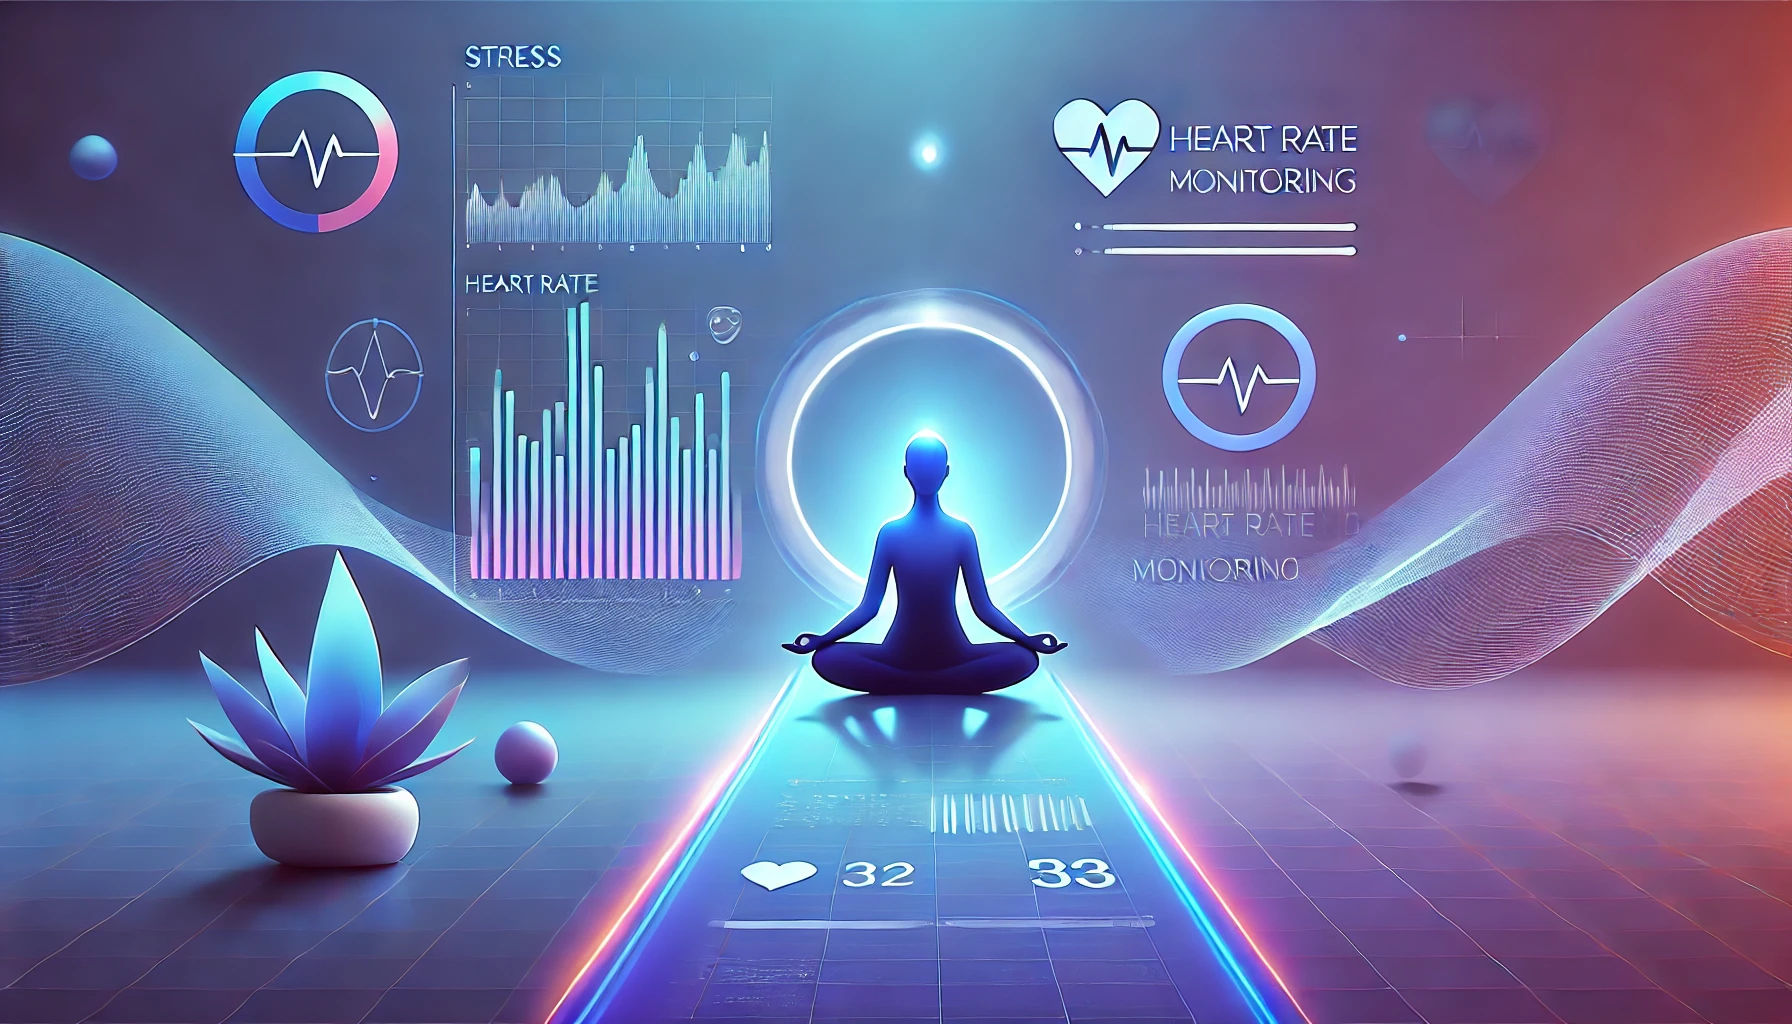 STRESS
HEART RATE
HEART RATE
MONITORING
HEART RATE
MONIORINO
32
33